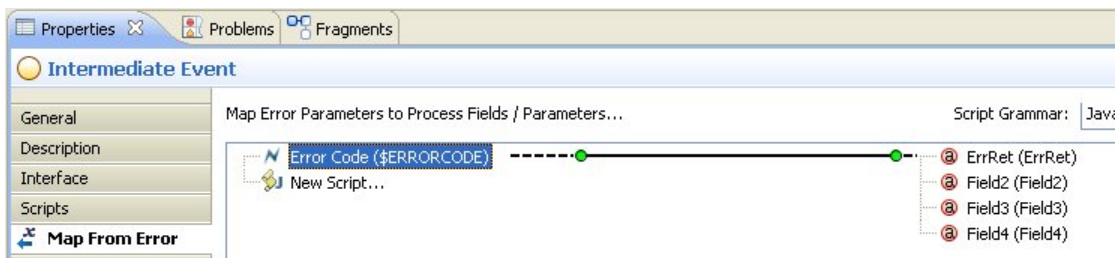 Properties Problems Fragments
Intermediate Event
General
Description
Interface
Scripts
Map From Error
Map Error Parameters to Process Fields / Parameters... Script Grammar: Java
Error Code ($ERRORCODE) ErrRet (ErrRet)
New Script... Field2 (Field2)
Field3 (Field3)
Field4 (Field4)